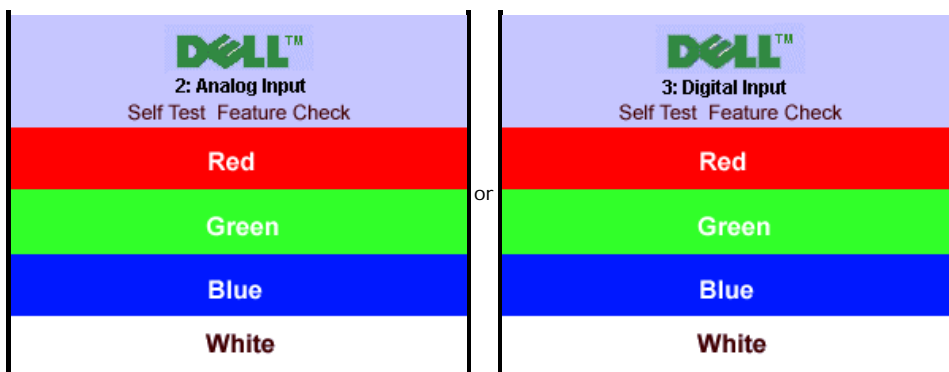 DELL™
2: Analog Input
Self Test Feature Check
Red
Green
Blue
White
or
DELL™
3: Digital Input
Self Test Feature Check
Red
Green
Blue
White